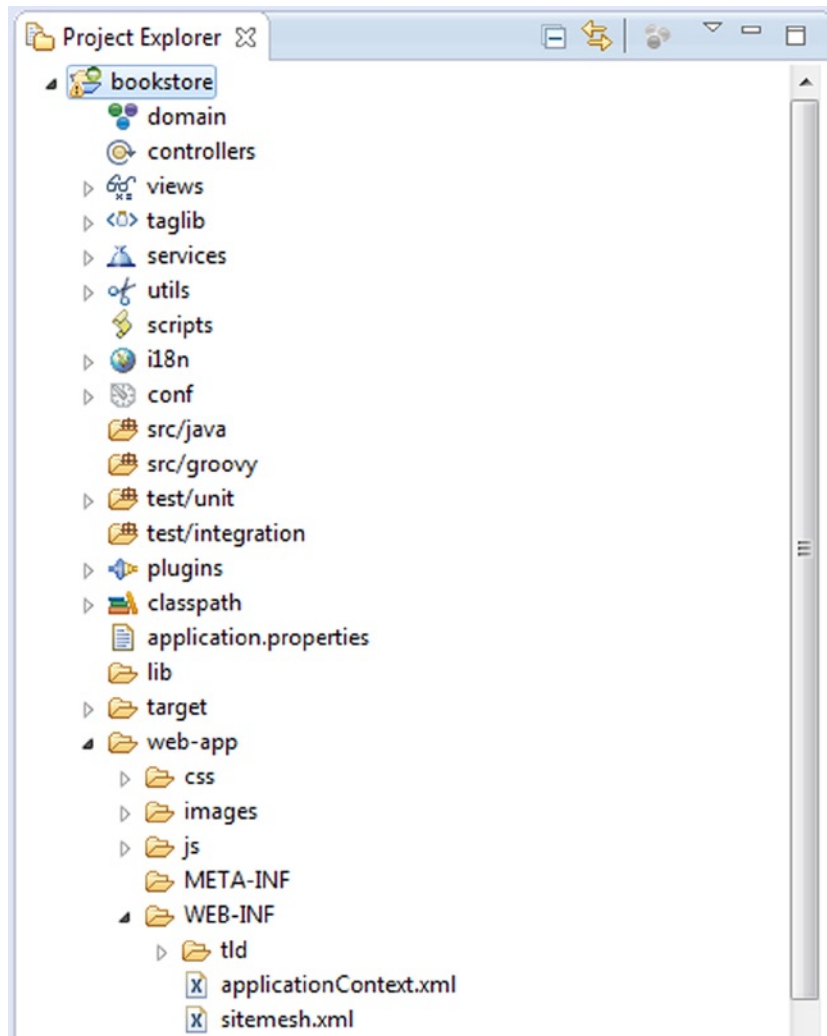 Project Explorer
bookstore
domain
controllers
views
taglib
services
utils
scripts
i18n
conf
src/java
src/groovy
test/unit
test/integration
plugins
classpath
application.properties
lib
target
web-app
css
images
js
META-INF
WEB-INF
tld
applicationContext.xml
sitemesh.xml